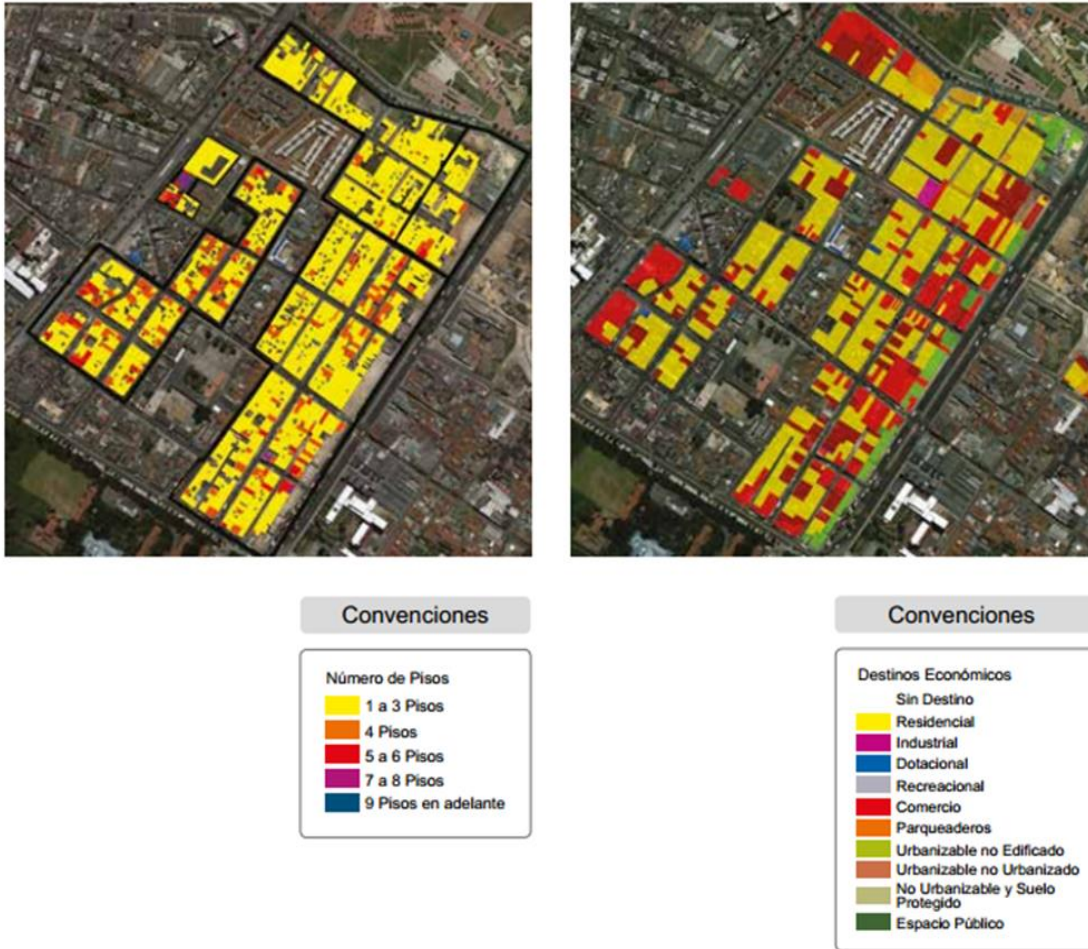 Convenciones
Número de Pisos
1 a 3 Pisos
4 Pisos
5 a 6 Pisos
7 a 8 Pisos
9 Pisos en adelante
Convenciones
Destinos Económicos
Sin Destino
Residencial
Industrial
Dotacional
Recreacional
Comercio
Parqueaderos
Urbanizable no Edificado
Urbanizable no Urbanizado
No Urbanizable y Suelo
Protegido
Espacio Público